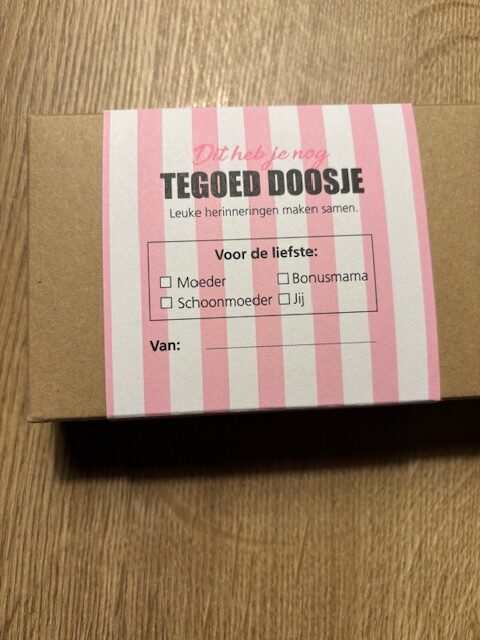 Dit heb je nog
TEGOED DOOSJE
Leuke herinneringen maken samen.
Voor de liefste:
☐ Moeder ☐ Bonusmama
☐ Schoonmoeder ☐ Jij
Van: